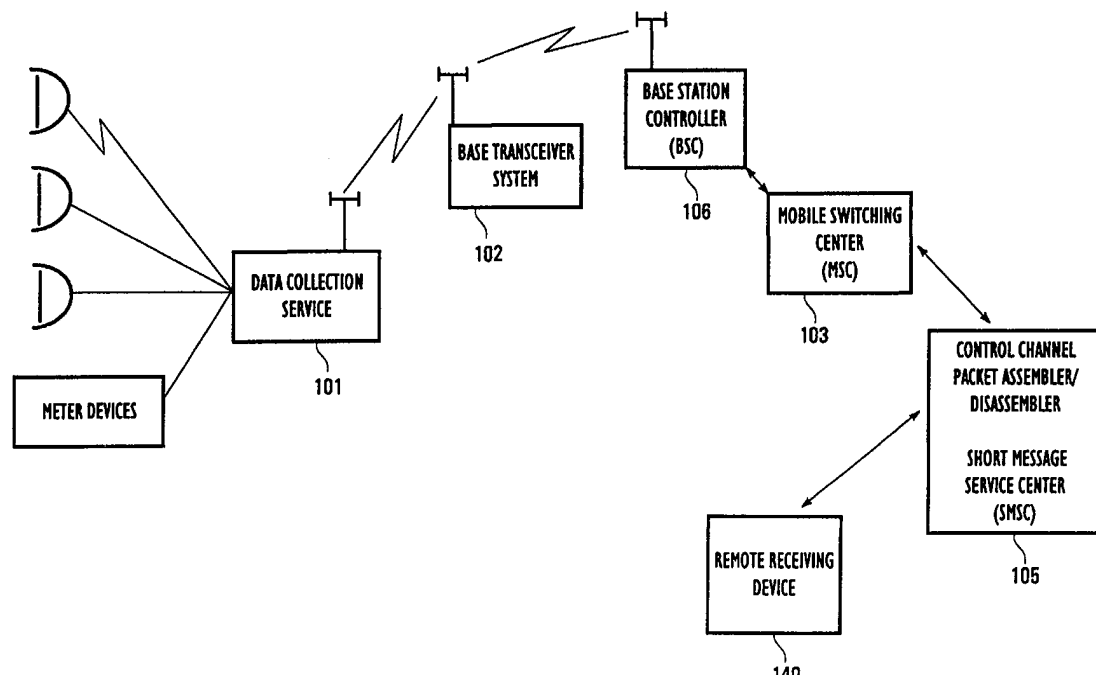 BASE STATION
CONTROLLER
(BSC)
106
BASE TRANSCEIVER
SYSTEM
102
MOBILE SWITCHING
CENTER
(MSC)
103
DATA COLLECTION
SERVICE
101
METER DEVICES
CONTROL CHANNEL
PACKET ASSEMBLER/
DISASSEMBLER
SHORT MESSAGE
SERVICE CENTER
(SMSC)
105
REMOTE RECEIVING
DEVICE